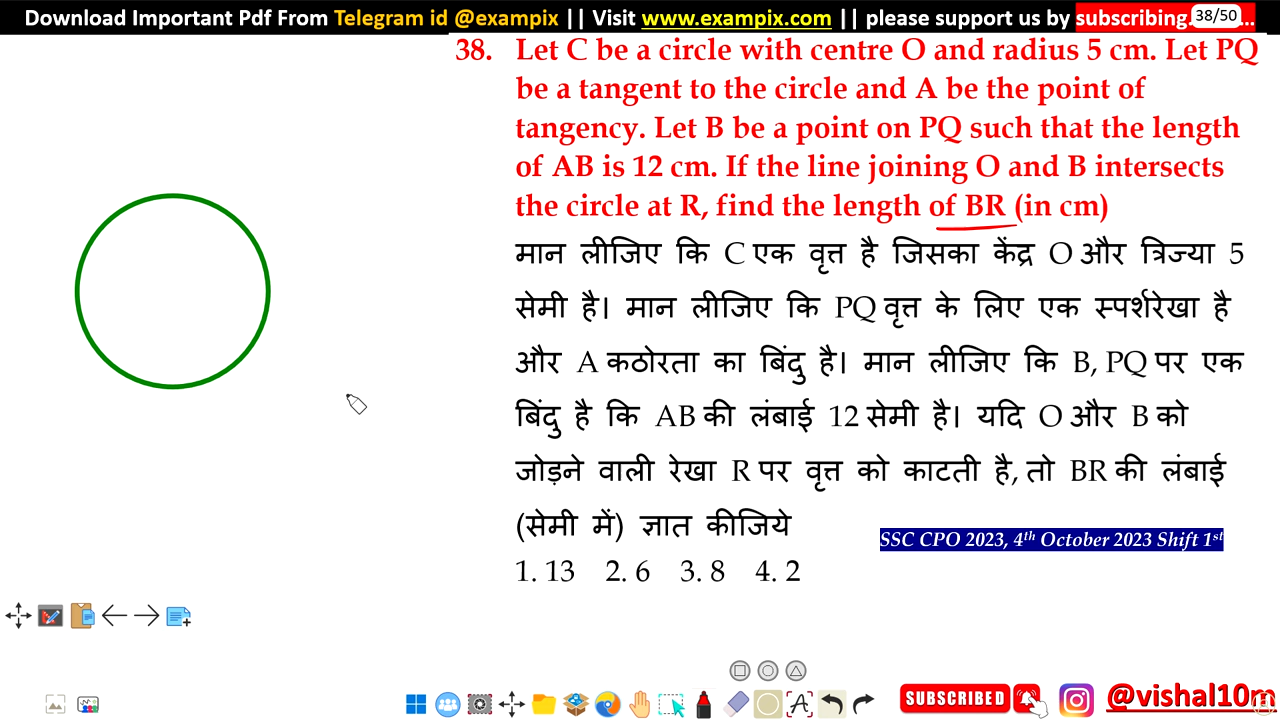 Download Important Pdf From Telegram id @exampix || Visit www.exampix.com || please support us by subscribing
38/50
38. Let C be a circle with centre O and radius 5 cm. Let PQ
be a tangent to the circle and A be the point of
tangency. Let B be a point on PQ such that the length
of AB is 12 cm. If the line joining O and B intersects
the circle at R, find the length of BR (in cm)
मान लीजिए कि C एक वृत्त है जिसका केंद्र O और त्रिज्या 5
सेमी है। मान लीजिए कि PQ वृत्त के लिए एक स्पर्शरेखा है
और A कठोरता का बिंदु है। मान लीजिए कि B, PQ पर एक
बिंदु है कि AB की लंबाई 12 सेमी है। यदि O और B को
जोड़ने वाली रेखा R पर वृत्त को काटती है, तो BR की लंबाई
(सेमी में) ज्ञात कीजिये
SSC CPO 2023, 4th October 2023 Shift 1st
1. 13 2. 6 3. 8 4. 2
SUBSCRIBED
@vishal10m